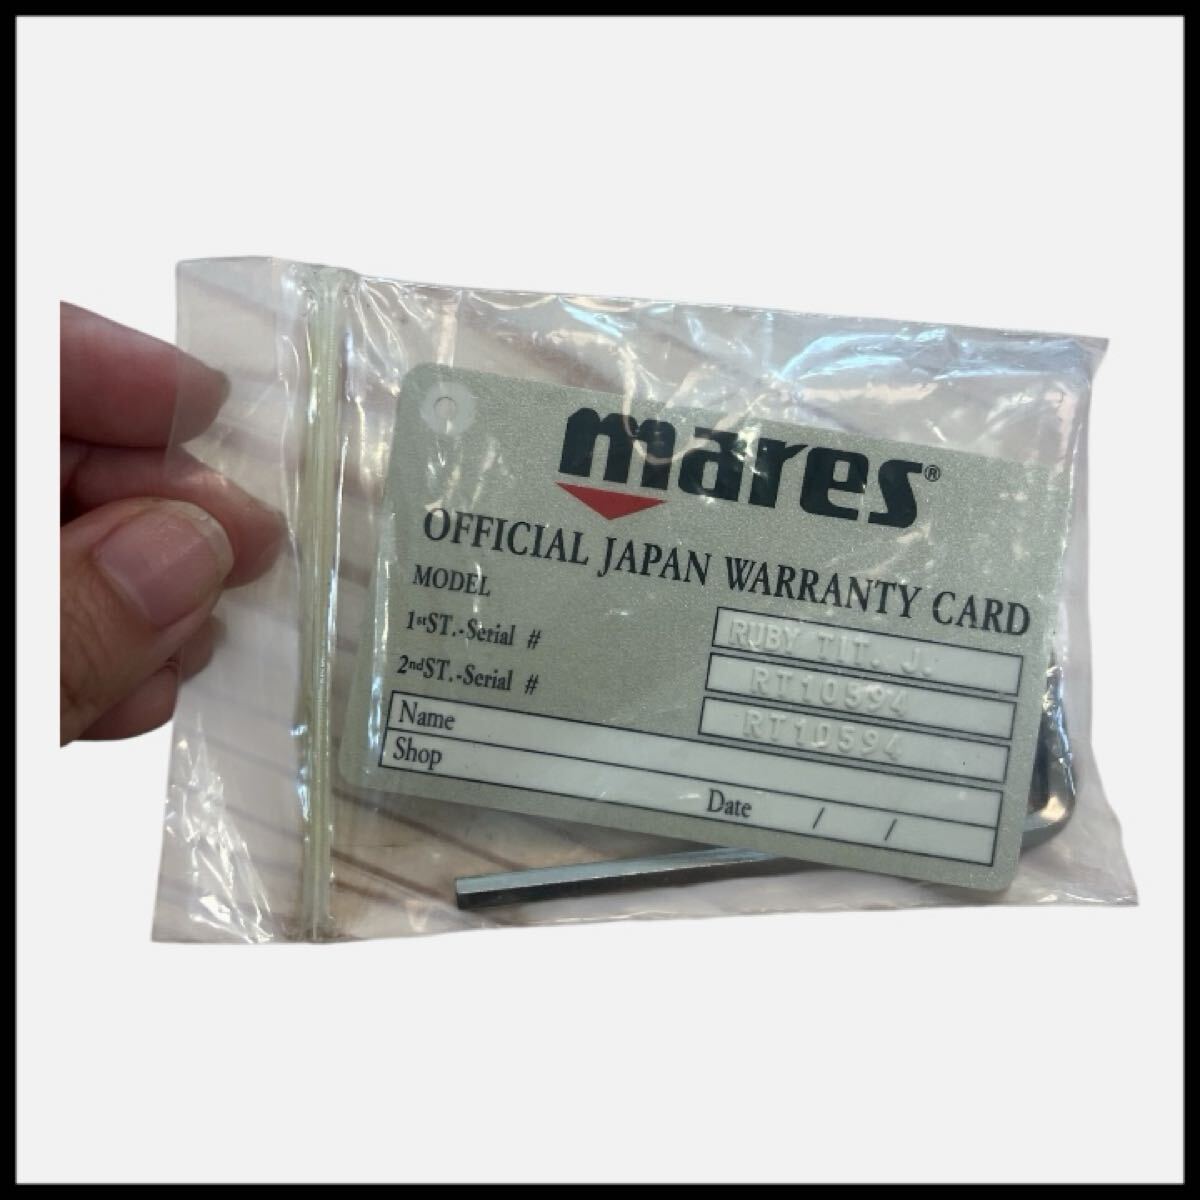 mares®
OFFICIAL JAPAN WARRANTY CARD
MODEL RUBY TIT. J.
1stST.-Serial # RT10594
2ndST.-Serial # RT10594
Name
Shop
Date / /